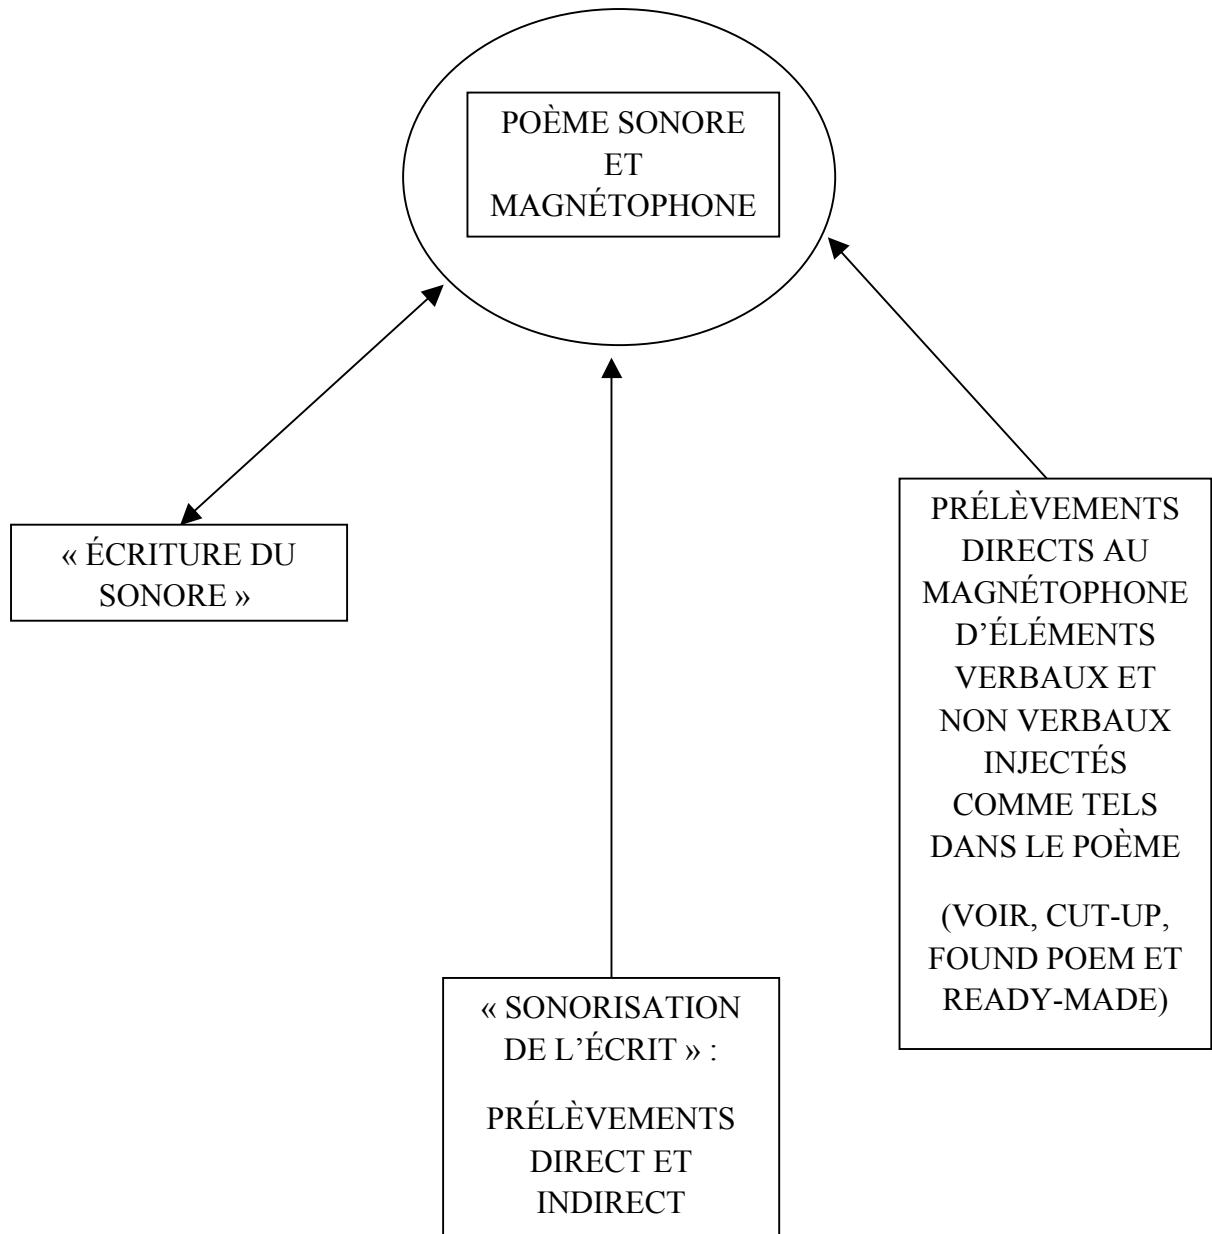 POÈME SONORE
ET
MAGNÉTOPHONE
« ÉCRITURE DU
SONORE »
PRÉLÈVEMENTS
DIRECTS AU
MAGNÉTOPHONE
D’ÉLÉMENTS
VERBAUX ET
NON VERBAUX
INJECTÉS
COMME TELS
DANS LE POÈME
(VOIR, CUT-UP,
FOUND POEM ET
READY-MADE)
« SONORISATION
DE L’ÉCRIT » :
PRÉLÈVEMENTS
DIRECT ET
INDIRECT